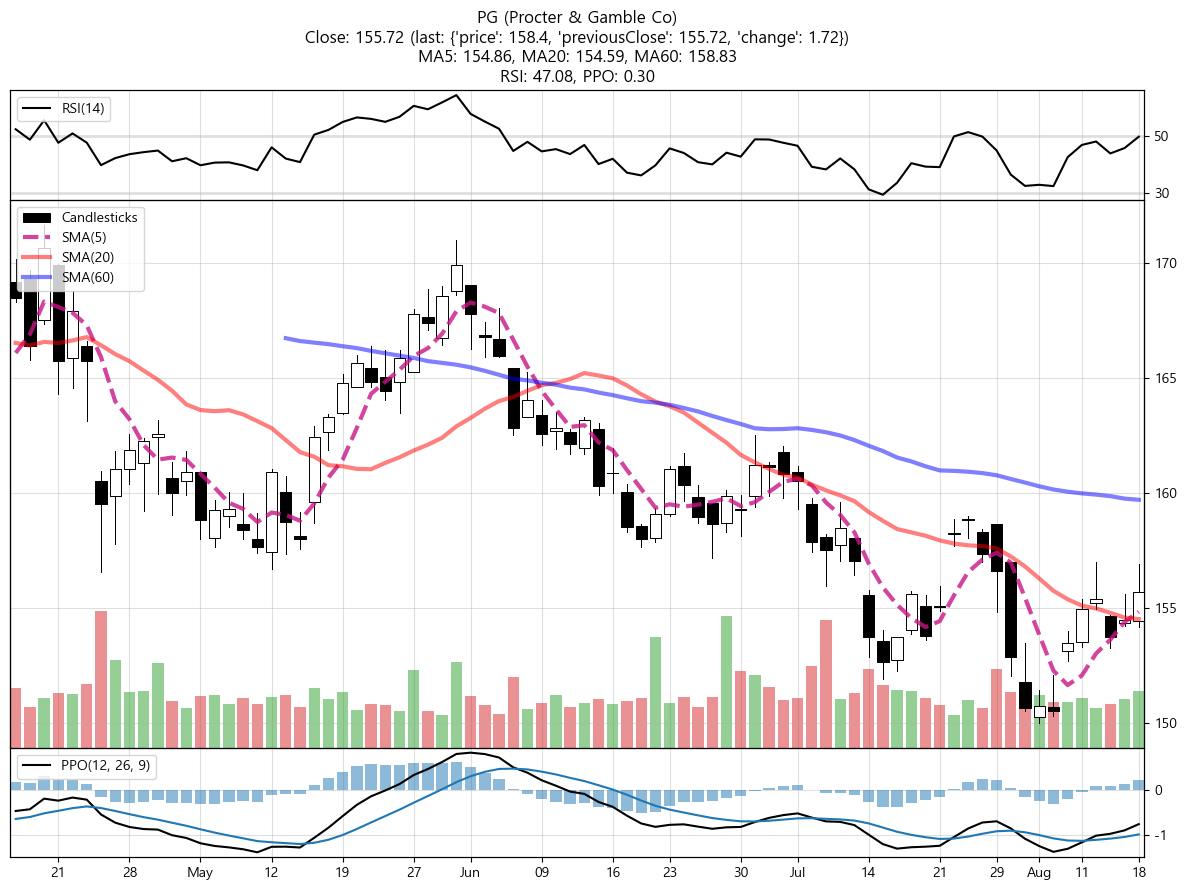 PG (Procter & Gamble Co)
Close: 155.72 (last: {'price': 158.4, 'previousClose': 155.72, 'change': 1.72})
MA5: 154.86, MA20: 154.59, MA60: 158.83
RSI: 47.08, PPO: 0.30
RSI(14)
50
30
Candlesticks
SMA(5)
SMA(20)
SMA(60)
170
165
160
155
150
PPO(12, 26, 9)
0
-1
21 28 May 12 19 27 Jun 09 16 23 30 Jul 14 21 29 Aug 11 18